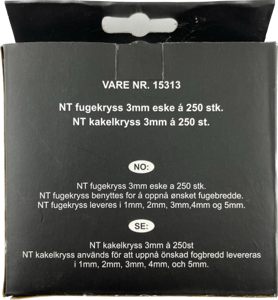 VARE NR. 15313
NT fugekryss 3mm eske á 250 stk.
NT kakelkryss 3mm á 250 st.
NO:
NT fugekryss 3mm eske a 250 stk.
NT fugekryss benyttes for å oppnå ønsket fugebredde.
NT fugekryss leveres i 1mm, 2mm, 3mm,4mm og 5mm.
SE:
NT kakelkryss 3mm á 250st
NT kakelkryss används för att uppnå önskad fogbredd levereras
i 1mm, 2mm, 3mm, 4mm, och 5mm.